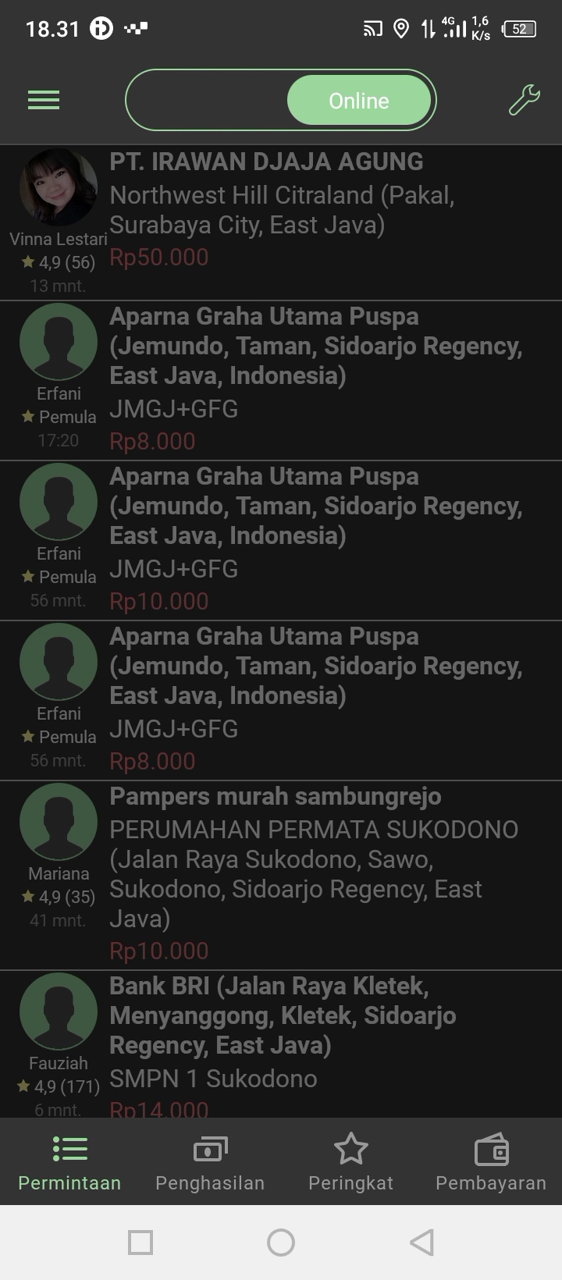 18.31
4G
1,6
K/s
52
Online
PT. IRAWAN DJAJA AGUNG
Northwest Hill Citraland (Pakal,
Surabaya City, East Java)
Rp50.000
Vinna Lestari
4,9 (56)
13 mnt.
Aparna Graha Utama Puspa
(Jemundo, Taman, Sidoarjo Regency,
East Java, Indonesia)
JMGJ+GFG
Rp8.000
Erfani
Pemula
17:20
Aparna Graha Utama Puspa
(Jemundo, Taman, Sidoarjo Regency,
East Java, Indonesia)
JMGJ+GFG
Rp10.000
Erfani
Pemula
56 mnt.
Aparna Graha Utama Puspa
(Jemundo, Taman, Sidoarjo Regency,
East Java, Indonesia)
JMGJ+GFG
Rp8.000
Erfani
Pemula
56 mnt.
Pampers murah sambungrejo
PERUMAHAN PERMATA SUKODONO
(Jalan Raya Sukodono, Sawo,
Sukodono, Sidoarjo Regency, East
Java)
Rp10.000
Mariana
4,9 (35)
41 mnt.
Bank BRI (Jalan Raya Kletek,
Menyanggong, Kletek, Sidoarjo
Regency, East Java)
SMPN 1 Sukodono
Rp14.000
Fauziah
4,9 (171)
6 mnt.
Permintaan
Penghasilan
Peringkat
Pembayaran